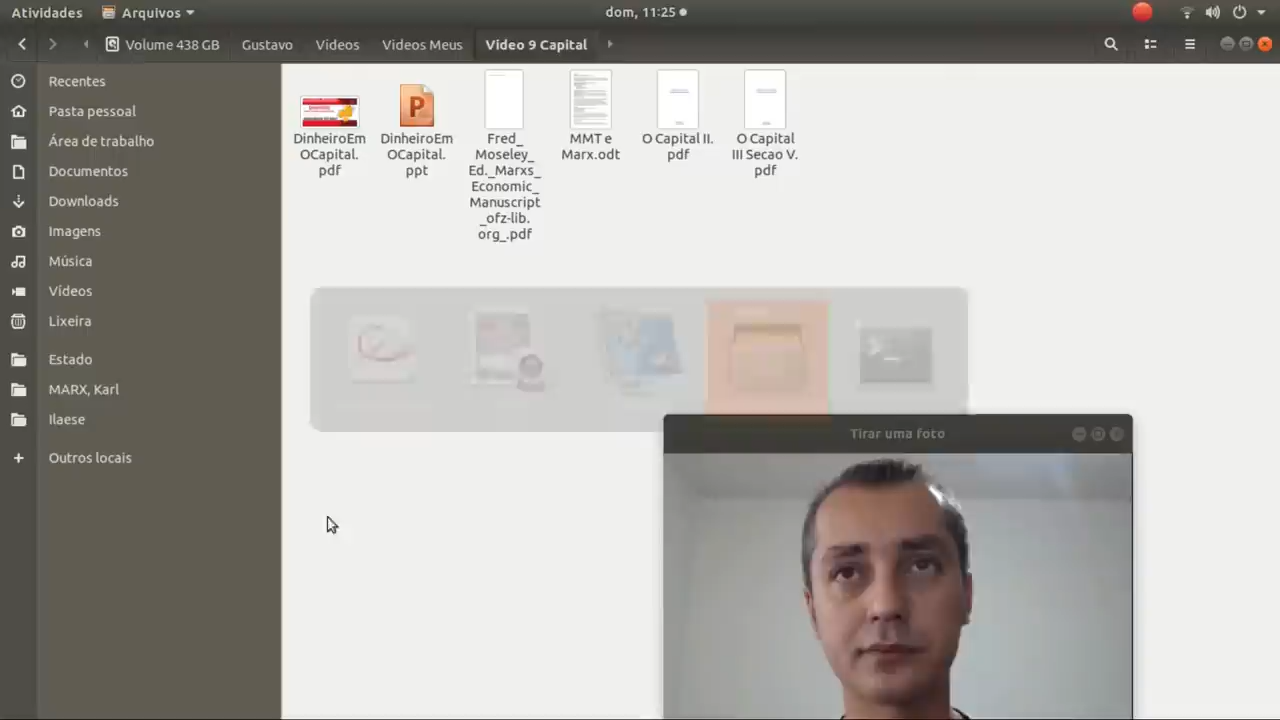 Atividades Arquivos dom, 11:25
Volume 438 GB Gustavo Videos Videos Meus Video 9 Capital
Recentes
Pasta pessoal
Área de trabalho
Documentos
Downloads
Imagens
Música
Vídeos
Lixeira
Estado
MARX, Karl
Ilaese
Outros locais
DinheiroEm
OCapital.
pdf
DinheiroEm
OCapital.
ppt
Fred_
Moseley_
Ed._Marxs_
Economic_
Manuscript
_ofz-lib.
org_.pdf
MMT e
Marx.odt
O Capital II.
pdf
O Capital
III Secao V.
pdf
Tirar uma foto